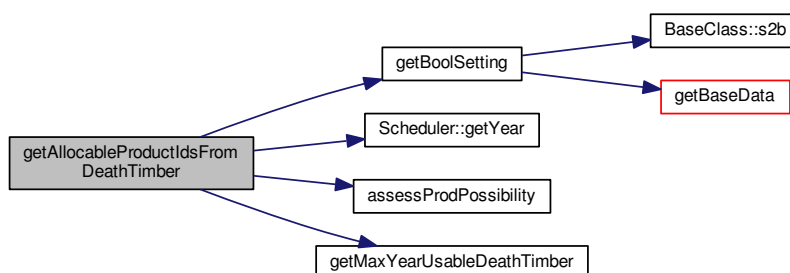 getAllocableProductIdsFrom
DeathTimber
getBoolSetting
BaseClass::s2b
getBaseData
Scheduler::getYear
assessProdPossibility
getMaxYearUsableDeathTimber